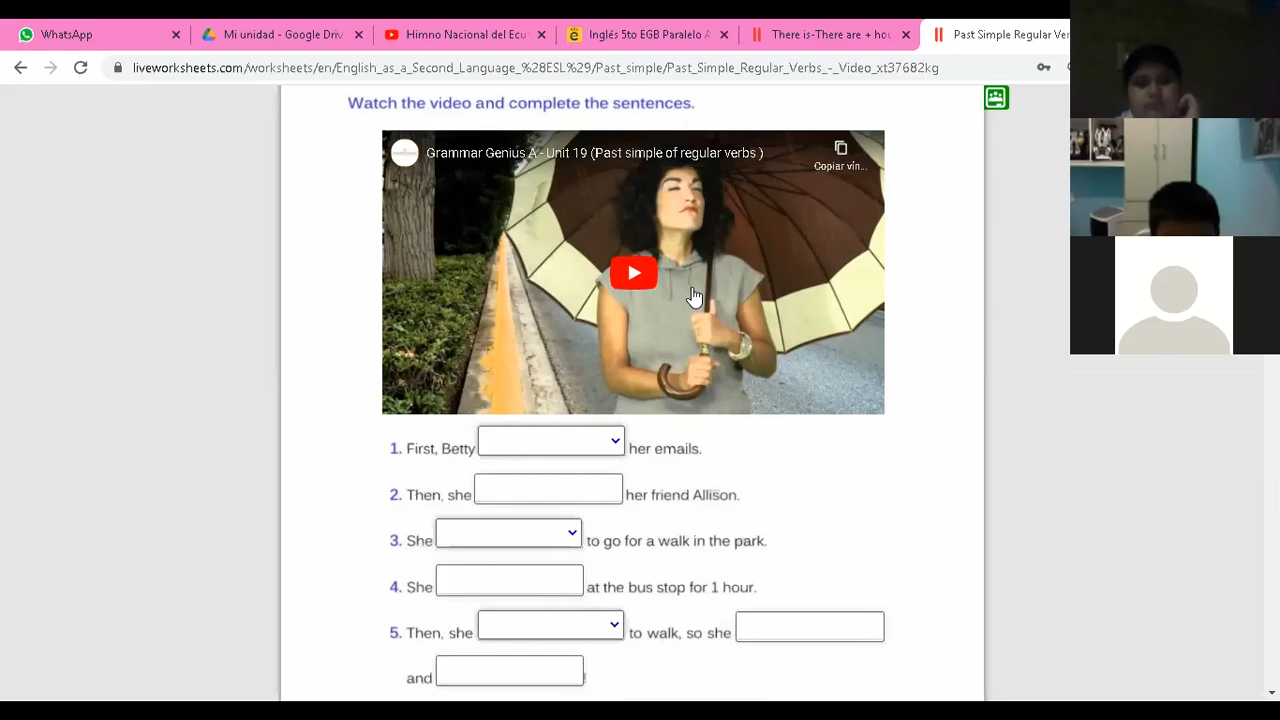 WhatsApp
Mi unidad - Google Driv
Himno Nacional del Ecu
Inglés 5to EGB Paralelo A
There is-There are + hou
Past Simple Regular Ver
liveworksheets.com/worksheets/en/English_as_a_Second_Language_%28ESL%29/Past_simple/Past_Simple_Regular_Verbs_-_Video_xt37682kg
Watch the video and complete the sentences.
Grammar Genius A - Unit 19 (Past simple of regular verbs )
Copiar vín...
1. First, Betty her emails.
2. Then, she her friend Allison.
3. She to go for a walk in the park.
4. She at the bus stop for 1 hour.
5. Then, she to walk, so she
and